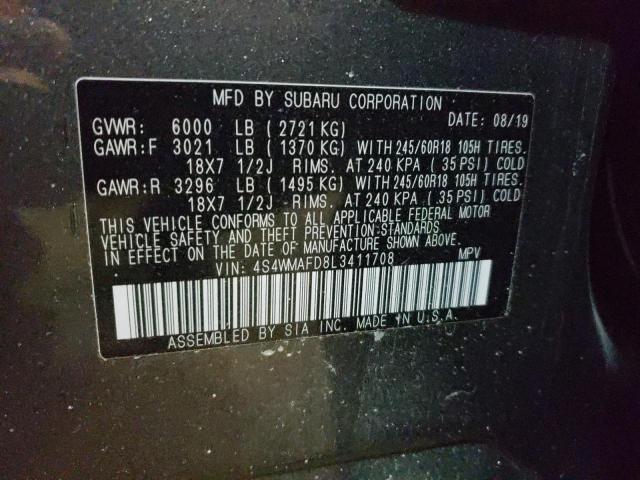 MFD BY SUBARU CORPORATION
GVWR: 6000 LB ( 2721 KG) DATE: 08/19
GAWR:F 3021 LB ( 1370 KG) WITH 245/60R18 105H TIRES.
18X7 1/2J RIMS. AT 240 KPA ( 35 PSI) COLD
GAWR:R 3296 LB ( 1495 KG) WITH 245/60R18 105H TIRES.
18X7 1/2J RIMS. AT 240 KPA ( 35 PSI) COLD
THIS VEHICLE CONFORMS TO ALL APPLICABLE FEDERAL MOTOR
VEHICLE SAFETY AND THEFT PREVENTION STANDARDS
IN EFFECT ON THE DATE OF MANUFACTURE SHOWN ABOVE.
VIN: 4S4WMAFD8L3411708 MPV
ASSEMBLED BY SIA INC. MADE IN U.S.A.